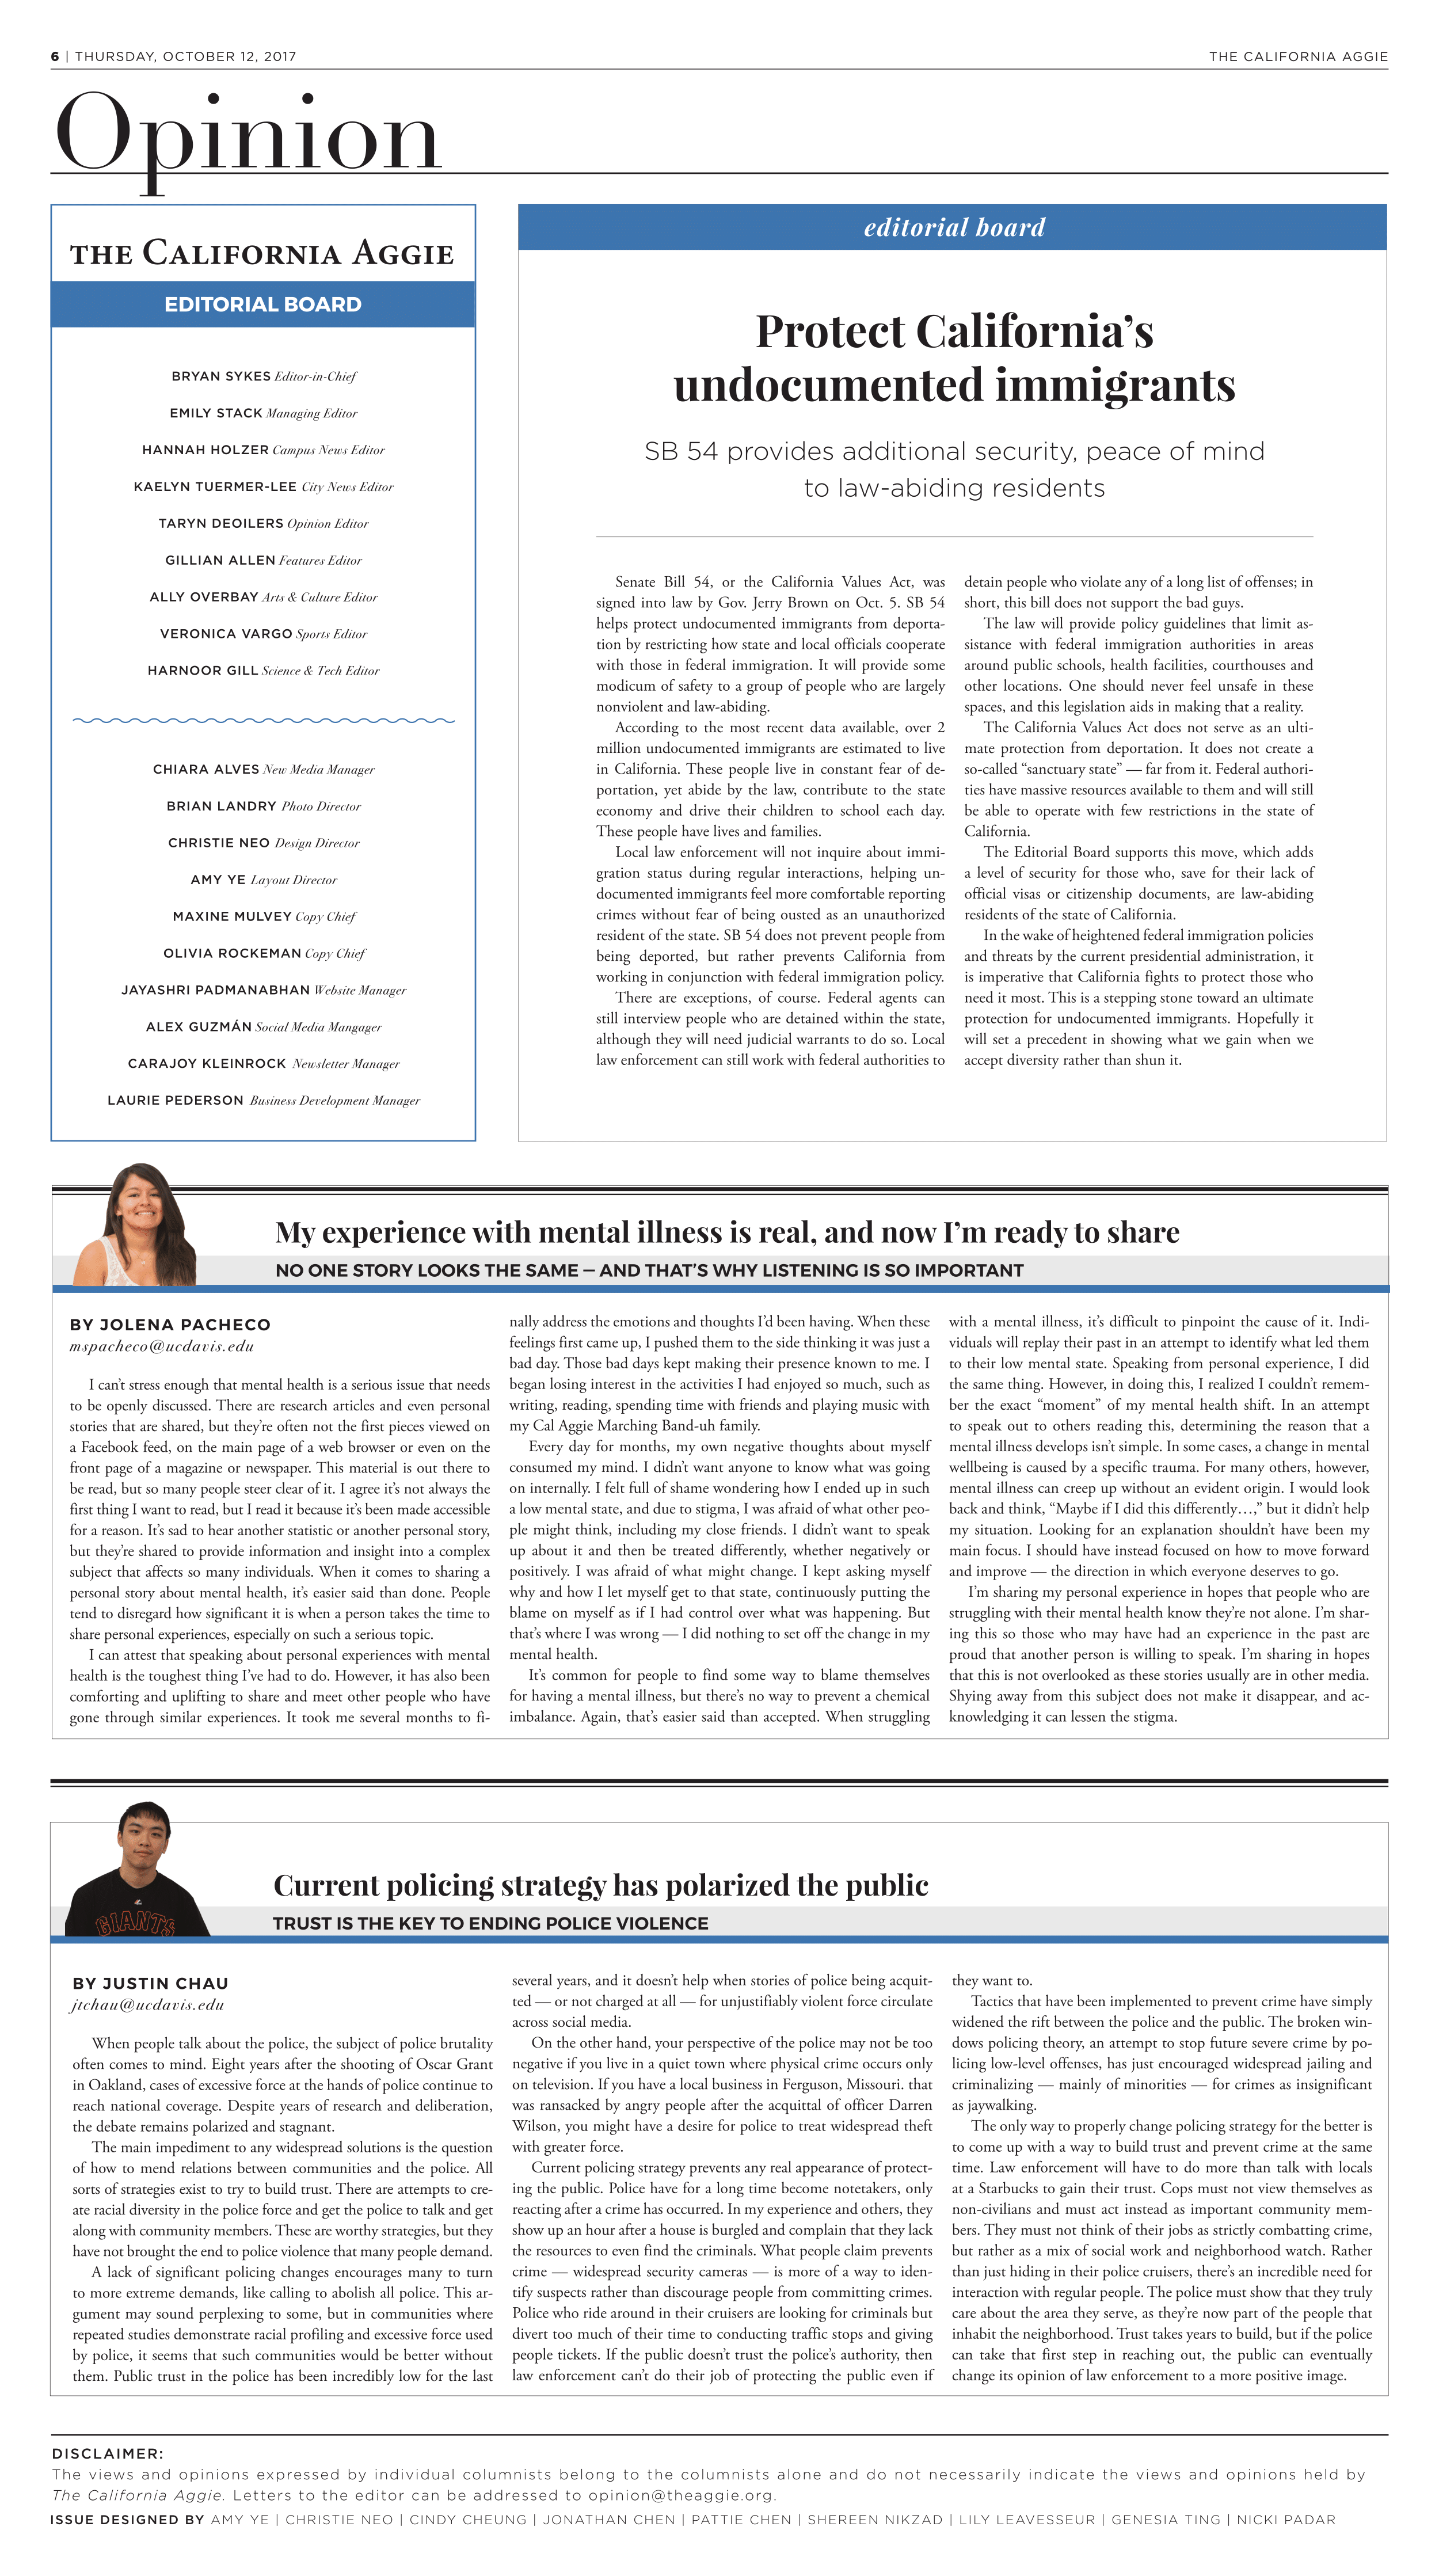 6 | THURSDAY, OCTOBER 12, 2017
THE CALIFORNIA AGGIE
Opinion
THE CALIFORNIA AGGIE
EDITORIAL BOARD
BRYAN SYKES Editor-in-Chief
EMILY STACK Managing Editor
HANNAH HOLZER Campus News Editor
KAELYN TUERMER-LEE City News Editor
TARYN DEOILERS Opinion Editor
GILLIAN ALLEN Features Editor
ALLY OVERBAY Arts & Culture Editor
VERONICA VARGO Sports Editor
HARNOOR GILL Science & Tech Editor
CHIARA ALVES New Media Manager
BRIAN LANDRY Photo Director
CHRISTIE NEO Design Director
AMY YE Layout Director
MAXINE MULVEY Copy Chief
OLIVIA ROCKEMAN Copy Chief
JAYASHRI PADMANABHAN Website Manager
ALEX GUZMÁN Social Media Mangager
CARAJOY KLEINROCK Newsletter Manager
LAURIE PEDERSON Business Development Manager
editorial board
Protect California's
undocumented immigrants
SB 54 provides additional security, peace of mind
to law-abiding residents
Senate Bill 54, or the California Values Act, was
signed into law by Gov. Jerry Brown on Oct. 5. SB 54
helps protect undocumented immigrants from deporta-
tion by restricting how state and local officials cooperate
with those in federal immigration. It will provide some
modicum of safety to a group of people who are largely
nonviolent and law-abiding.
According to the most recent data available, over 2
million undocumented immigrants are estimated to live
in California. These people live in constant fear of de-
portation, yet abide by the law, contribute to the state
economy and drive their children to school each day.
These people have lives and families.
Local law enforcement will not inquire about immi-
gration status during regular interactions, helping un-
documented immigrants feel more comfortable reporting
crimes without fear of being ousted as an unauthorized
resident of the state. SB 54 does not prevent people from
being deported, but rather prevents California from
working in conjunction with federal immigration policy.
There are exceptions, of course. Federal agents can
still interview people who are detained within the state,
although they will need judicial warrants to do so. Local
law enforcement can still work with federal authorities to
detain people who violate any of a long list of offenses; in
short, this bill does not support the bad guys.
The law will provide policy guidelines that limit as-
sistance with federal immigration authorities in areas
around public schools, health facilities, courthouses and
other locations. One should never feel unsafe in these
spaces, and this legislation aids in making that a reality.
The California Values Act does not serve as an ulti-
mate protection from deportation. It does not create a
so-called “sanctuary state” — far from it. Federal authori-
ties have massive resources available to them and will still
be able to operate with few restrictions in the state of
California.
The Editorial Board supports this move, which adds
a level of security for those who, save for their lack of
official visas or citizenship documents, are law-abiding
residents of the state of California.
In the wake of heightened federal immigration policies
and threats by the current presidential administration, it
is imperative that California fights to protect those who
need it most. This is a stepping stone toward an ultimate
protection for undocumented immigrants. Hopefully it
will set a precedent in showing what we gain when we
accept diversity rather than shun it.
My experience with mental illness is real, and now I'm ready to share
NO ONE STORY LOOKS THE SAME — AND THAT'S WHY LISTENING IS SO IMPORTANT
BY JOLENA PACHECO
mspacheco@ucdavis.edu
I can't stress enough that mental health is a serious issue that needs
to be openly discussed. There are research articles and even personal
stories that are shared, but they're often not the first pieces viewed on
a Facebook feed, on the main page of a web browser or even on the
front page of a magazine or newspaper. This material is out there to
be read, but so many people steer clear of it. I agree it's not always the
first thing I want to read, but I read it because it's been made accessible
for a reason. It's sad to hear another statistic or another personal story,
but they're shared to provide information and insight into a complex
subject that affects so many individuals. When it comes to sharing a
personal story about mental health, it's easier said than done. People
tend to disregard how significant it is when a person takes the time to
share personal experiences, especially on such a serious topic.
I can attest that speaking about personal experiences with mental
health is the toughest thing I've had to do. However, it has also been
comforting and uplifting to share and meet other people who have
gone through similar experiences. It took me several months to fi-
nally address the emotions and thoughts I'd been having. When these
feelings first came up, I pushed them to the side thinking it was just a
bad day. Those bad days kept making their presence known to me. I
began losing interest in the activities I had enjoyed so much, such as
writing, reading, spending time with friends and playing music with
my Cal Aggie Marching Band-uh family.
Every day for months, my own negative thoughts about myself
consumed my mind. I didn't want anyone to know what was going
on internally. I felt full of shame wondering how I ended up in such
a low mental state, and due to stigma, I was afraid of what other peo-
ple might think, including my close friends. I didn't want to speak
up about it and then be treated differently, whether negatively or
positively. I was afraid of what might change. I kept asking myself
why and how I let myself get to that state, continuously putting the
blame on myself as if I had control over what was happening. But
that's where I was wrong — I did nothing to set off the change in my
mental health.
It's common for people to find some way to blame themselves
for having a mental illness, but there's no way to prevent a chemical
imbalance. Again, that's easier said than accepted. When struggling
with a mental illness, it's difficult to pinpoint the cause of it. Indi-
viduals will replay their past in an attempt to identify what led them
to their low mental state. Speaking from personal experience, I did
the same thing. However, in doing this, I realized I couldn't remem-
ber the exact “moment” of my mental health shift. In an attempt
to speak out to others reading this, determining the reason that a
mental illness develops isn't simple. In some cases, a change in mental
wellbeing is caused by a specific trauma. For many others, however,
mental illness can creep up without an evident origin. I would look
back and think, “Maybe if I did this differently…,” but it didn't help
my situation. Looking for an explanation shouldn't have been my
main focus. I should have instead focused on how to move forward
and improve — the direction in which everyone deserves to go.
I'm sharing my personal experience in hopes that people who are
struggling with their mental health know they're not alone. I'm shar-
ing this so those who may have had an experience in the past are
proud that another person is willing to speak. I'm sharing in hopes
that this is not overlooked as these stories usually are in other media.
Shying away from this subject does not make it disappear, and ac-
knowledging it can lessen the stigma.
GIANTS
Current policing strategy has polarized the public
TRUST IS THE KEY TO ENDING POLICE VIOLENCE
BY JUSTIN CHAU
jtchau@ucdavis.edu
When people talk about the police, the subject of police brutality
often comes to mind. Eight years after the shooting of Oscar Grant
in Oakland, cases of excessive force at the hands of police continue to
reach national coverage. Despite years of research and deliberation,
the debate remains polarized and stagnant.
The main impediment to any widespread solutions is the question
of how to mend relations between communities and the police. All
sorts of strategies exist to try to build trust. There are attempts to cre-
ate racial diversity in the police force and get the police to talk and get
along with community members. These are worthy strategies, but they
have not brought the end to police violence that many people demand.
A lack of significant policing changes encourages many to turn
to more extreme demands, like calling to abolish all police. This ar-
gument may sound perplexing to some, but in communities where
repeated studies demonstrate racial profiling and excessive force used
by police, it seems that such communities would be better without
them. Public trust in the police has been incredibly low for the last
several years, and it doesn't help when stories of police being acquit-
ted — or not charged at all — for unjustifiably violent force circulate
across social media.
On the other hand, your perspective of the police may not be too
negative if you live in a quiet town where physical crime occurs only
on television. If you have a local business in Ferguson, Missouri. that
was ransacked by angry people after the acquittal of officer Darren
Wilson, you might have a desire for police to treat widespread theft
with greater force.
Current policing strategy prevents any real appearance of protect-
ing the public. Police have for a long time become notetakers, only
reacting after a crime has occurred. In my experience and others, they
show up an hour after a house is burgled and complain that they lack
the resources to even find the criminals. What people claim prevents
crime — widespread security cameras — is more of a way to iden-
tify suspects rather than discourage people from committing crimes.
Police who ride around in their cruisers are looking for criminals but
divert too much of their time to conducting traffic stops and giving
people tickets. If the public doesn't trust the police's authority, then
law enforcement can't do their job of protecting the public even if
they want to.
Tactics that have been implemented to prevent crime have simply
widened the rift between the police and the public. The broken win-
dows policing theory, an attempt to stop future severe crime by po-
licing low-level offenses, has just encouraged widespread jailing and
criminalizing — mainly of minorities — for crimes as insignificant
as jaywalking.
The only way to properly change policing strategy for the better is
to come up with a way to build trust and prevent crime at the same
time. Law enforcement will have to do more than talk with locals
at a Starbucks to gain their trust. Cops must not view themselves as
non-civilians and must act instead as important community mem-
bers. They must not think of their jobs as strictly combatting crime,
but rather as a mix of social work and neighborhood watch. Rather
than just hiding in their police cruisers, there's an incredible need for
interaction with regular people. The police must show that they truly
care about the area they serve, as they're now part of the people that
inhabit the neighborhood. Trust takes years to build, but if the police
can take that first step in reaching out, the public can eventually
change its opinion of law enforcement to a more positive image.
DISCLAIMER:
The views and opinions expressed by individual columnists belong to the columnists alone and do not necessarily indicate the views and opinions held by
The California Aggie. Letters to the editor can be addressed to opinion@theaggie.org.
ISSUE DESIGNED BY AMY YE | CHRISTIE NEO | CINDY CHEUNG | JONATHAN CHEN | PATTIE CHEN | SHEREEN NIKZAD | LILY LEAVESSEUR | GENESIA TING | NICKI PADAR